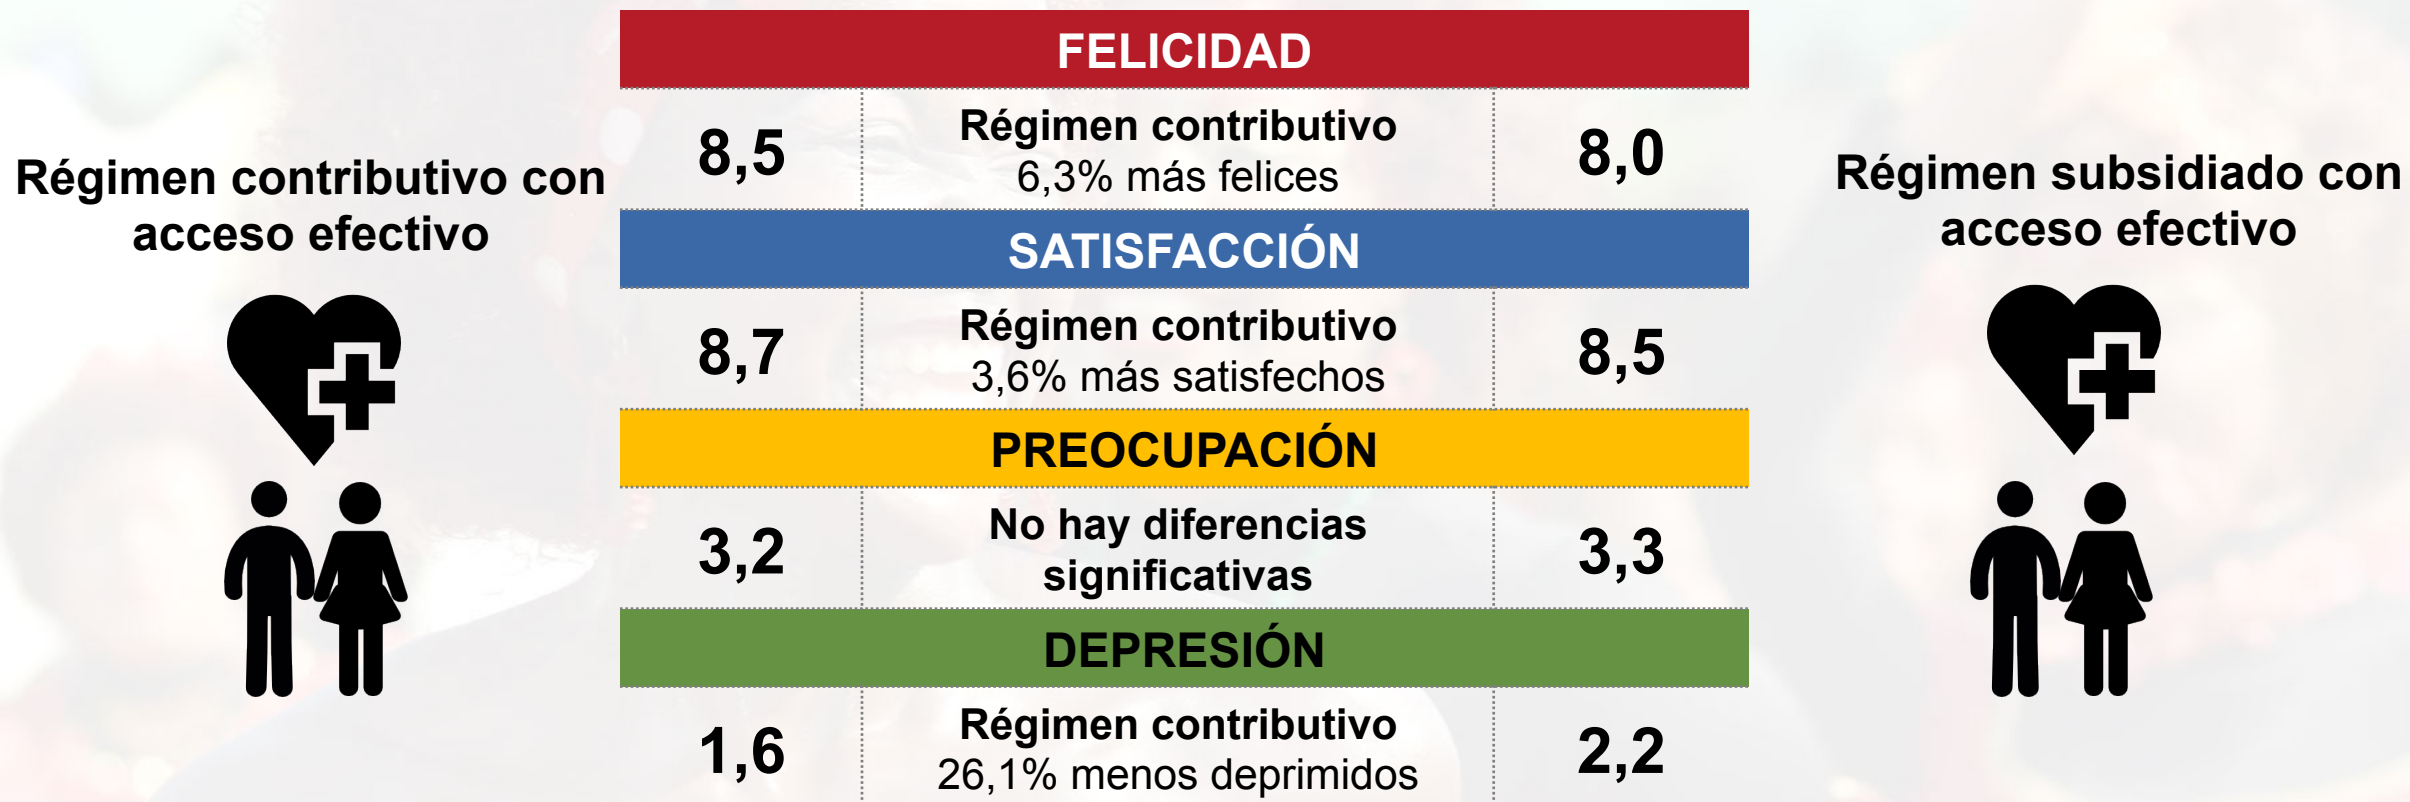 FELICIDAD
Régimen contributivo con
acceso efectivo
8,5
Régimen contributivo
6,3% más felices
8,0
Régimen subsidiado con
acceso efectivo
SATISFACCIÓN
8,7
Régimen contributivo
3,6% más satisfechos
8,5
PREOCUPACIÓN
3,2
No hay diferencias
significativas
3,3
DEPRESIÓN
1,6
Régimen contributivo
26,1% menos deprimidos
2,2